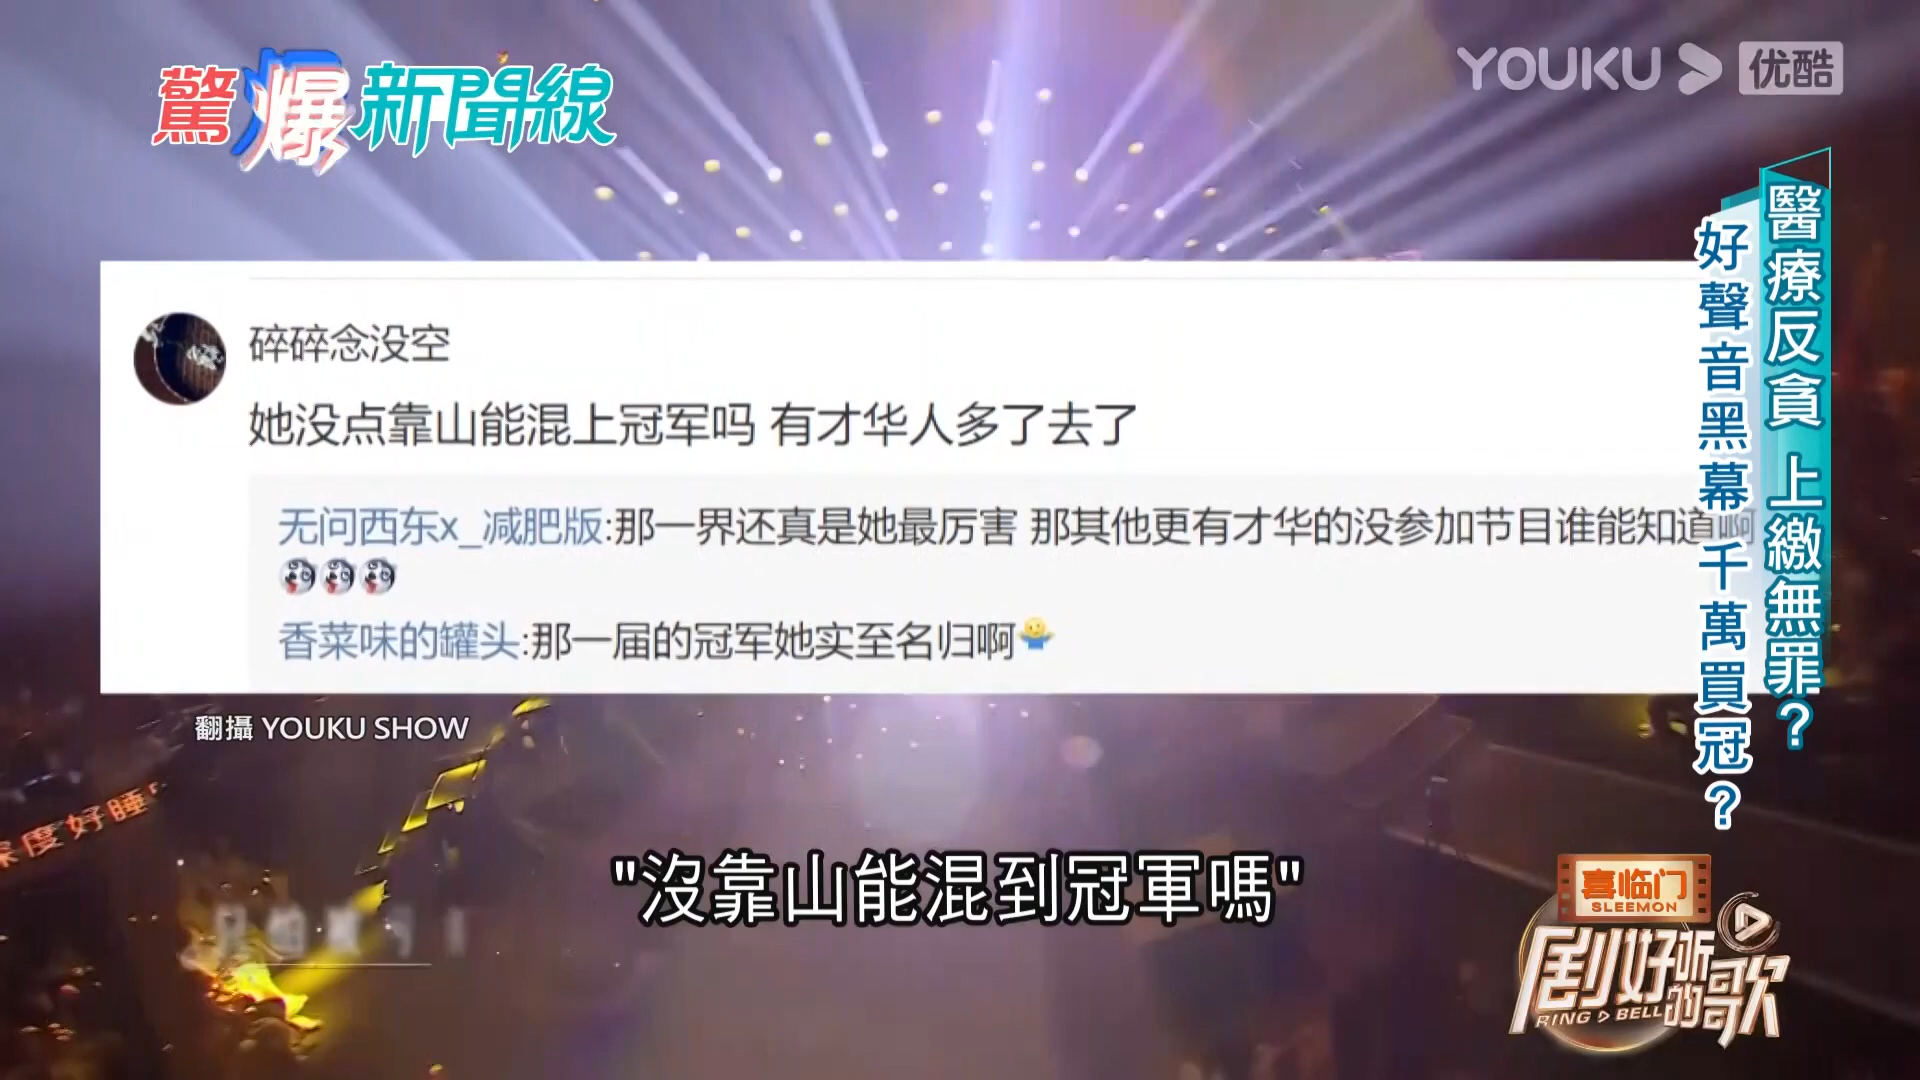 驚爆新聞線
YOUKU 优酷
醫療反貪 上繳無罪?
好聲音黑幕 千萬買冠?
碎碎念没空
她没点靠山能混上冠军吗 有才华人多了去了
无问西东x_减肥版:那一界还真是她最厉害 那其他更有才华的没参加节目谁能知道啊
香菜味的罐头:那一届的冠军她实至名归啊
翻攝 YOUKU SHOW
深度好睡
"沒靠山能混到冠軍嗎"
喜临门
SLEEMON
剧好听的歌
RING BELL